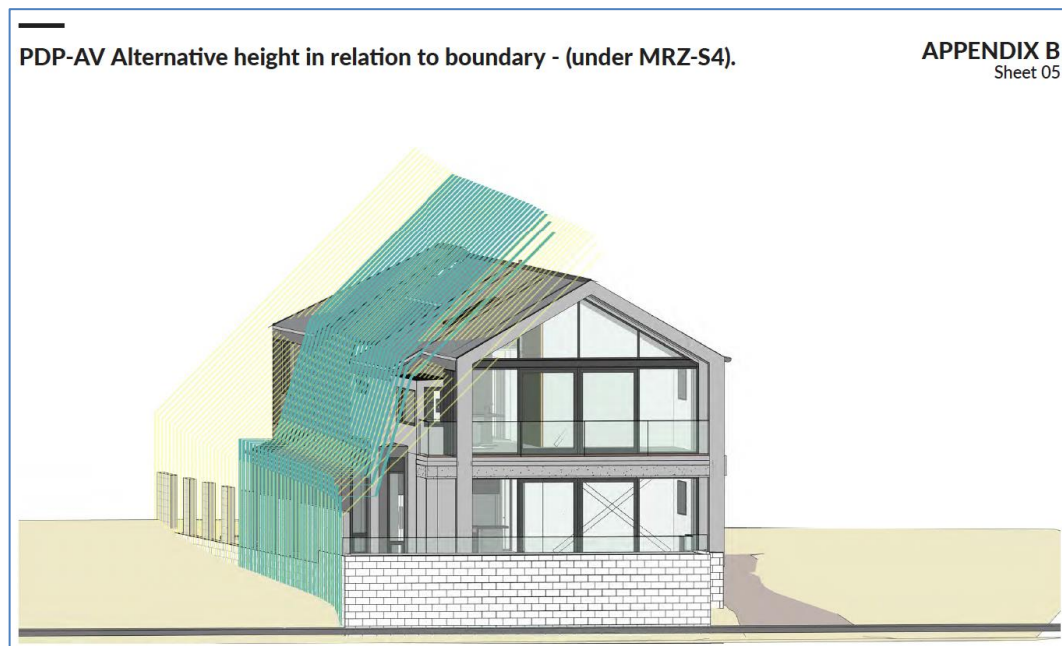 PDP-AV Alternative height in relation to boundary - (under MRZ-S4).
APPENDIX B
Sheet 05